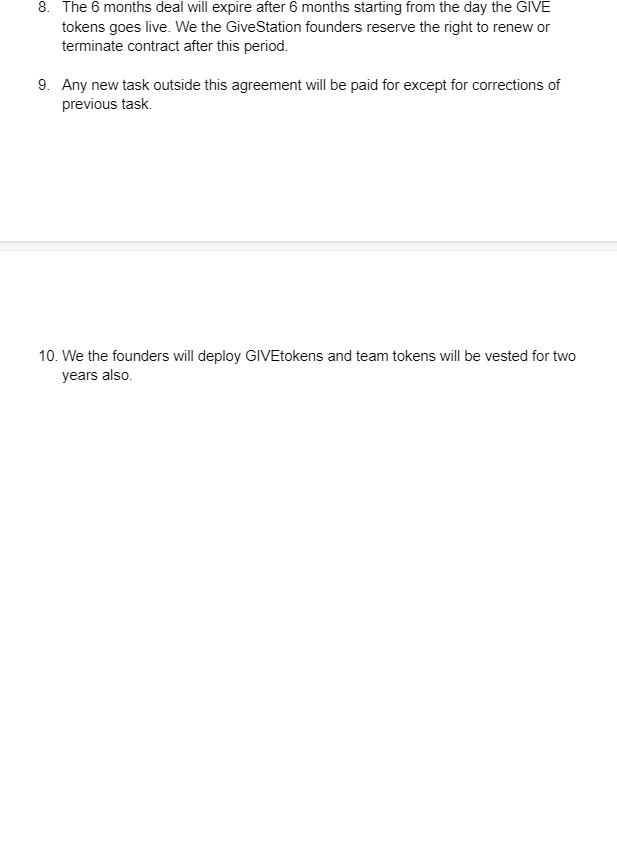 8. The 6 months deal will expire after 6 months starting from the day the GIVE
tokens goes live. We the GiveStation founders reserve the right to renew or
terminate contract after this period.
9. Any new task outside this agreement will be paid for except for corrections of
previous task.
10. We the founders will deploy GIVEtokens and team tokens will be vested for two
years also.